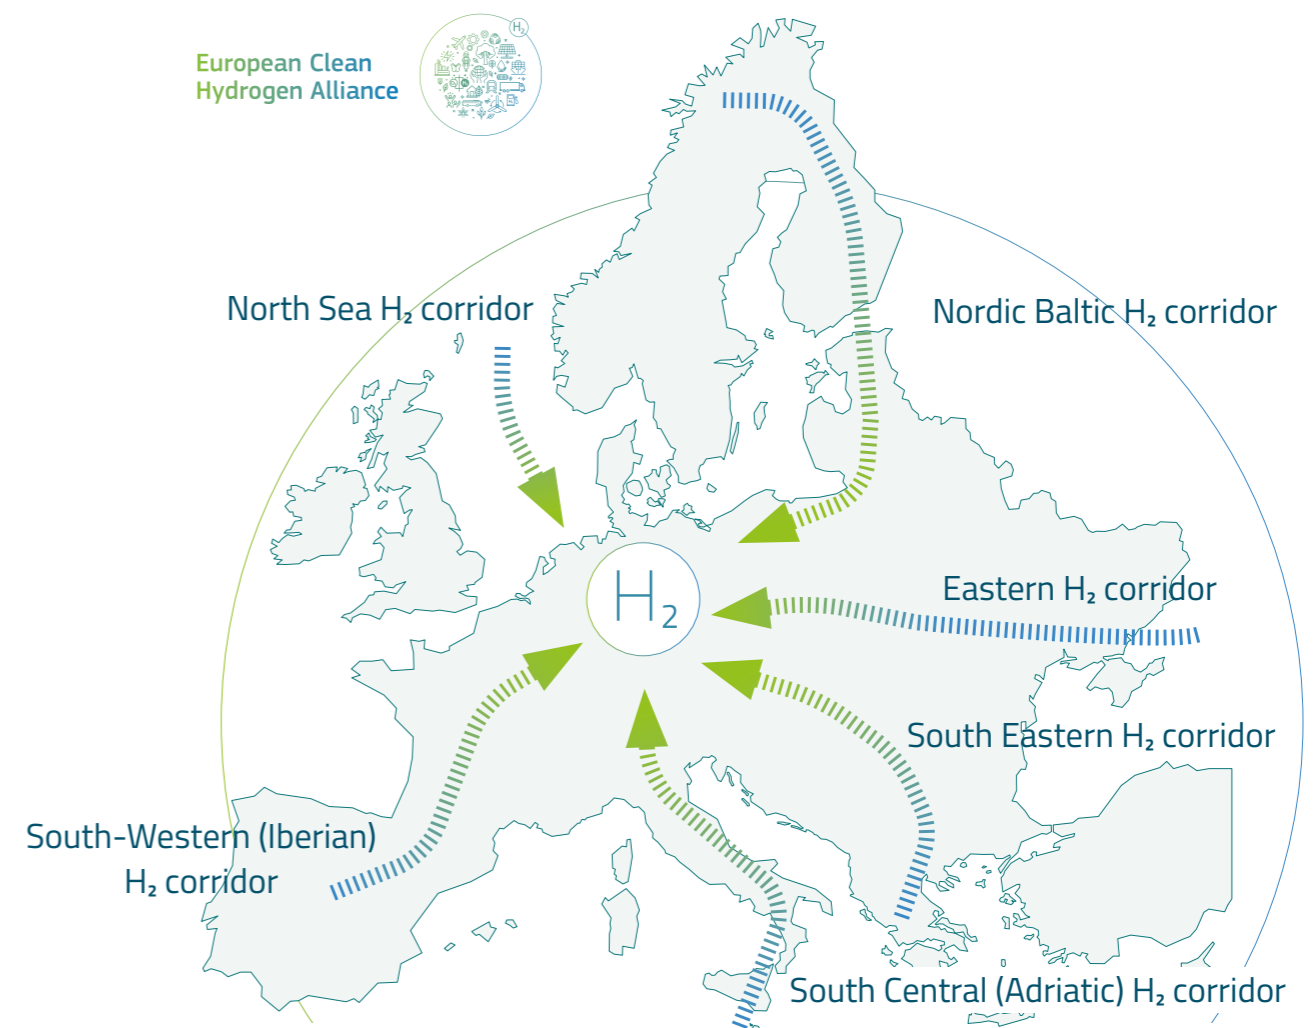 European Clean
Hydrogen Alliance
H₂
North Sea H₂ corridor
Nordic Baltic H₂ corridor
Eastern H₂ corridor
H₂
South Eastern H₂ corridor
South-Western (Iberian)
H₂ corridor
South Central (Adriatic) H₂ corridor